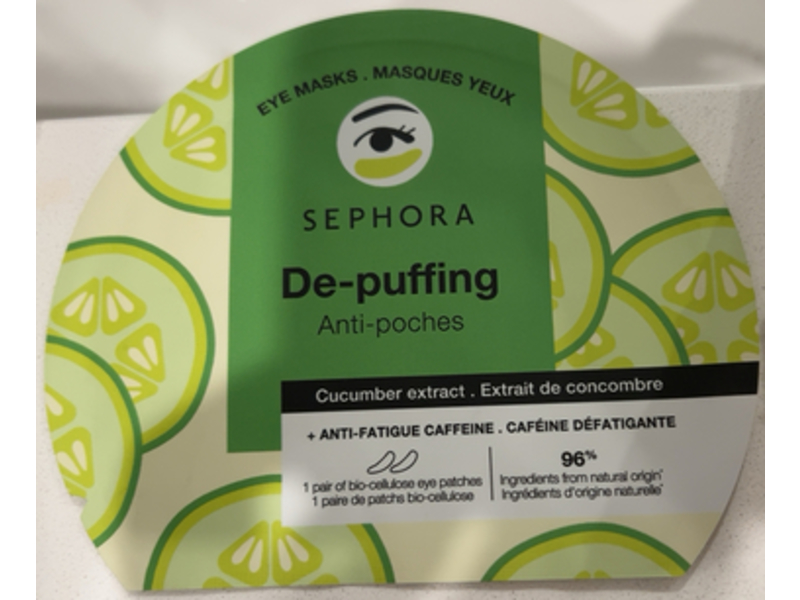 EYE MASKS . MASQUES YEUX
SEPHORA
De-puffing
Anti-poches
Cucumber extract . Extrait de concombre
+ ANTI-FATIGUE CAFFEINE . CAFÉINE DÉFATIGANTE
1 pair of bio-cellulose eye patches
1 paire de patchs bio-cellulose
96%
Ingredients from natural origin*
Ingrédients d'origine naturelle*